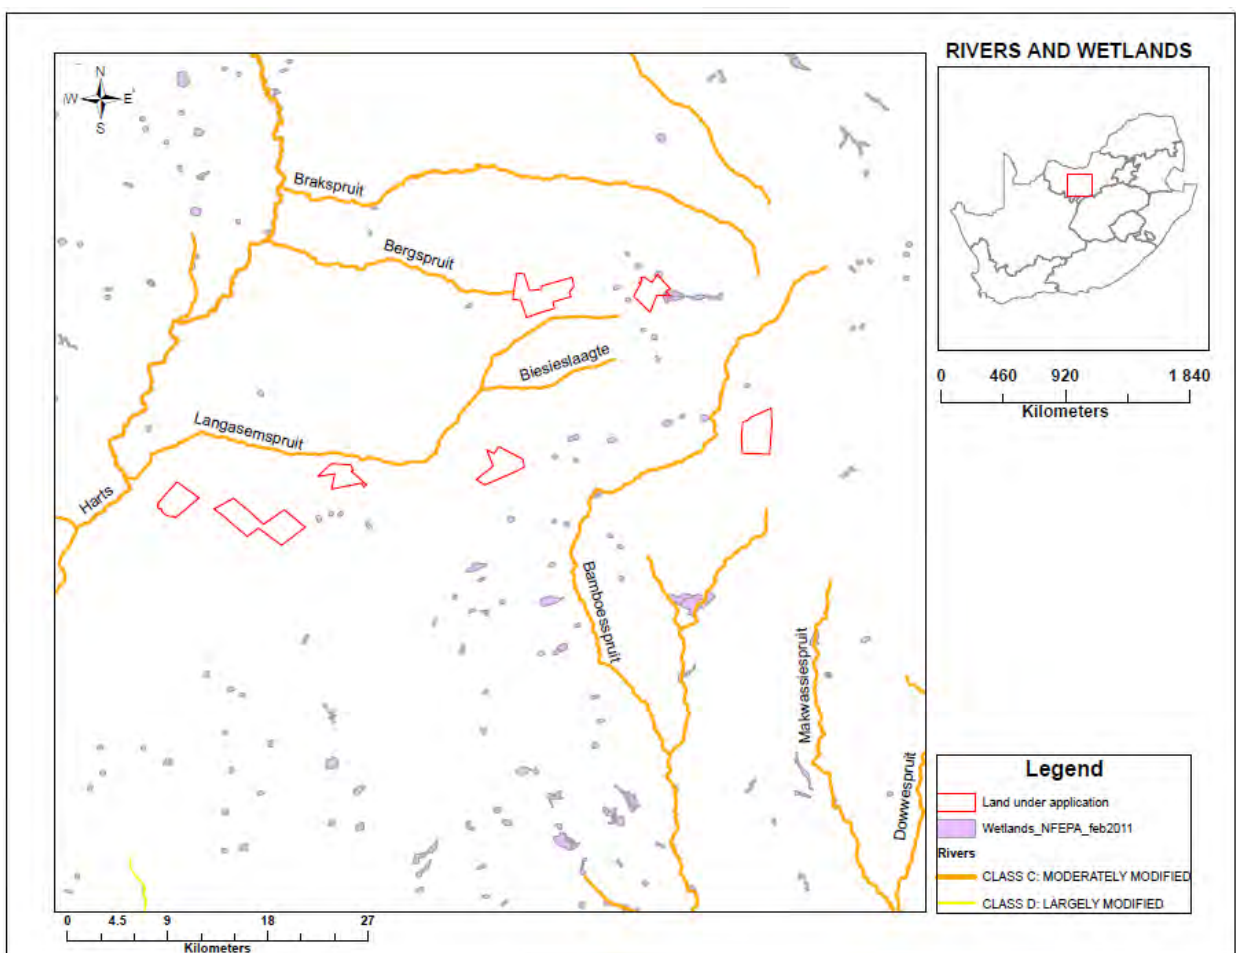 RIVERS AND WETLANDS
N
W E
S
Brakspruit
Bergspruit
Biesieslaagte
Langasemspruit
Harts
Bamboesspruit
Makwassiespruit
Dowwespruit
0 460 920 1 840
Kilometers
Legend
Land under application
Wetlands_NFEPA_feb2011
Rivers
CLASS C: MODERATELY MODIFIED
CLASS D: LARGELY MODIFIED
0 4.5 9 18 27
Kilometers